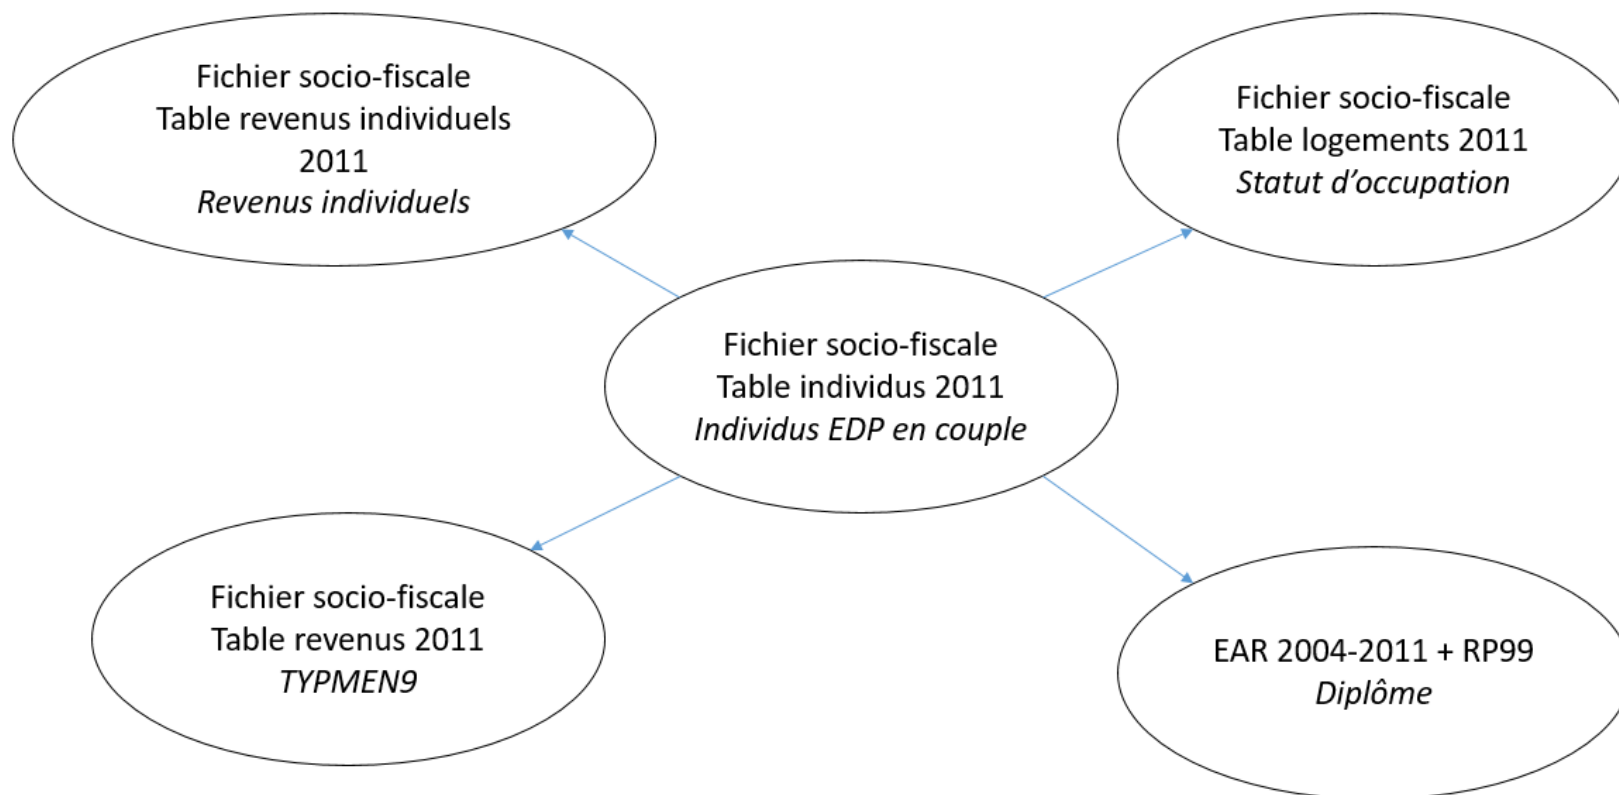 Fichier socio-fiscale
Table revenus individuels
2011
Revenus individuels
Fichier socio-fiscale
Table logements 2011
Statut d’occupation
Fichier socio-fiscale
Table individus 2011
Individus EDP en couple
Fichier socio-fiscale
Table revenus 2011
TYPMEN9
EAR 2004-2011 + RP99
Diplôme